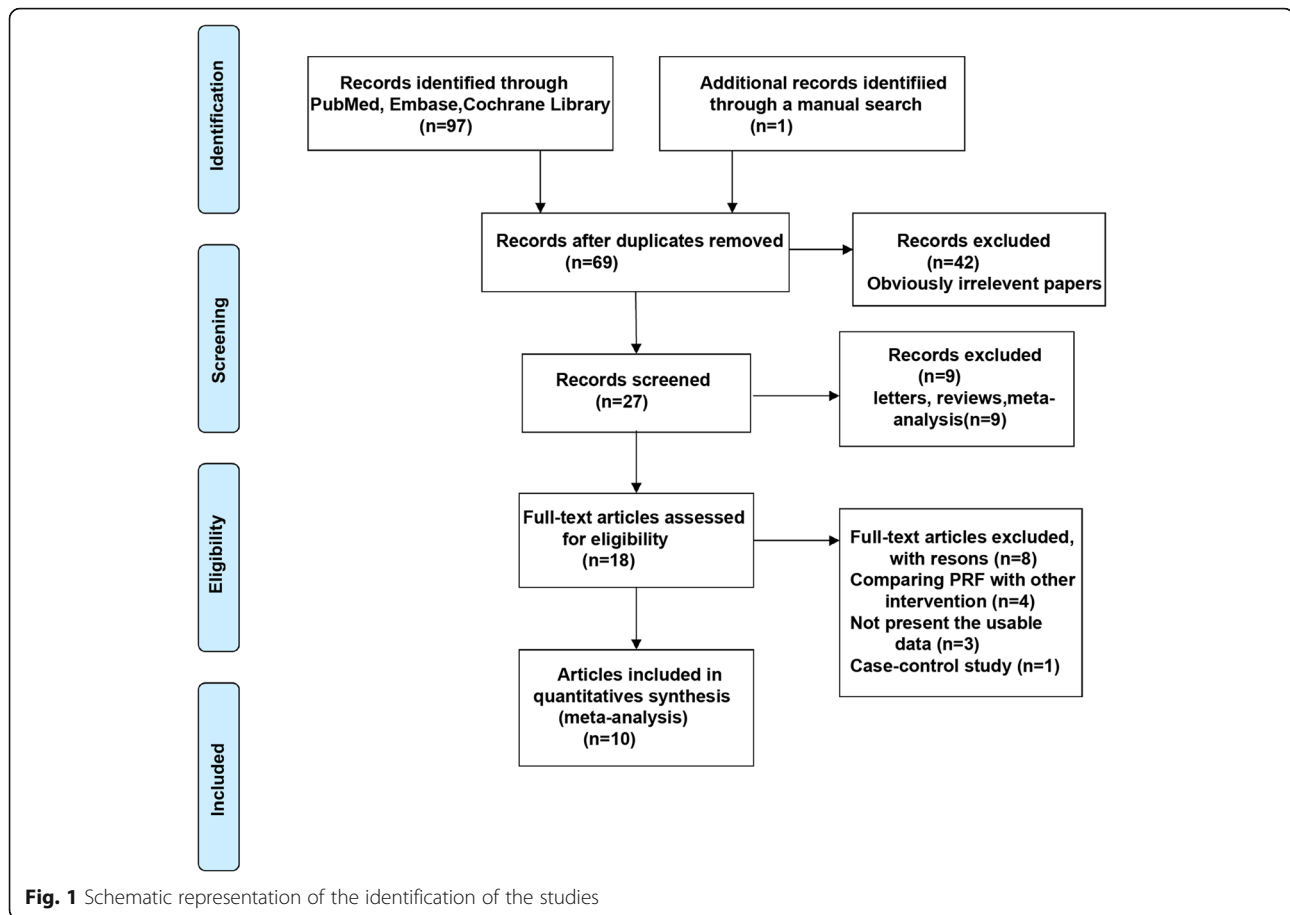 Identification
Records identified through
PubMed, Embase,Cochrane Library
(n=97)
Additional records identifiied
through a manual search
(n=1)
Records after duplicates removed
(n=69)
Records excluded
(n=42)
Obviously irrelevent papers
Screening
Records screened
(n=27)
Records excluded
(n=9)
letters, reviews,meta-
analysis(n=9)
Eligibility
Full-text articles assessed
for eligibility
(n=18)
Full-text articles excluded,
with resons (n=8)
Comparing PRF with other
intervention (n=4)
Not present the usable
data (n=3)
Case-control study (n=1)
Included
Articles included in
quantitatives synthesis
(meta-analysis)
(n=10)
Fig. 1 Schematic representation of the identification of the studies